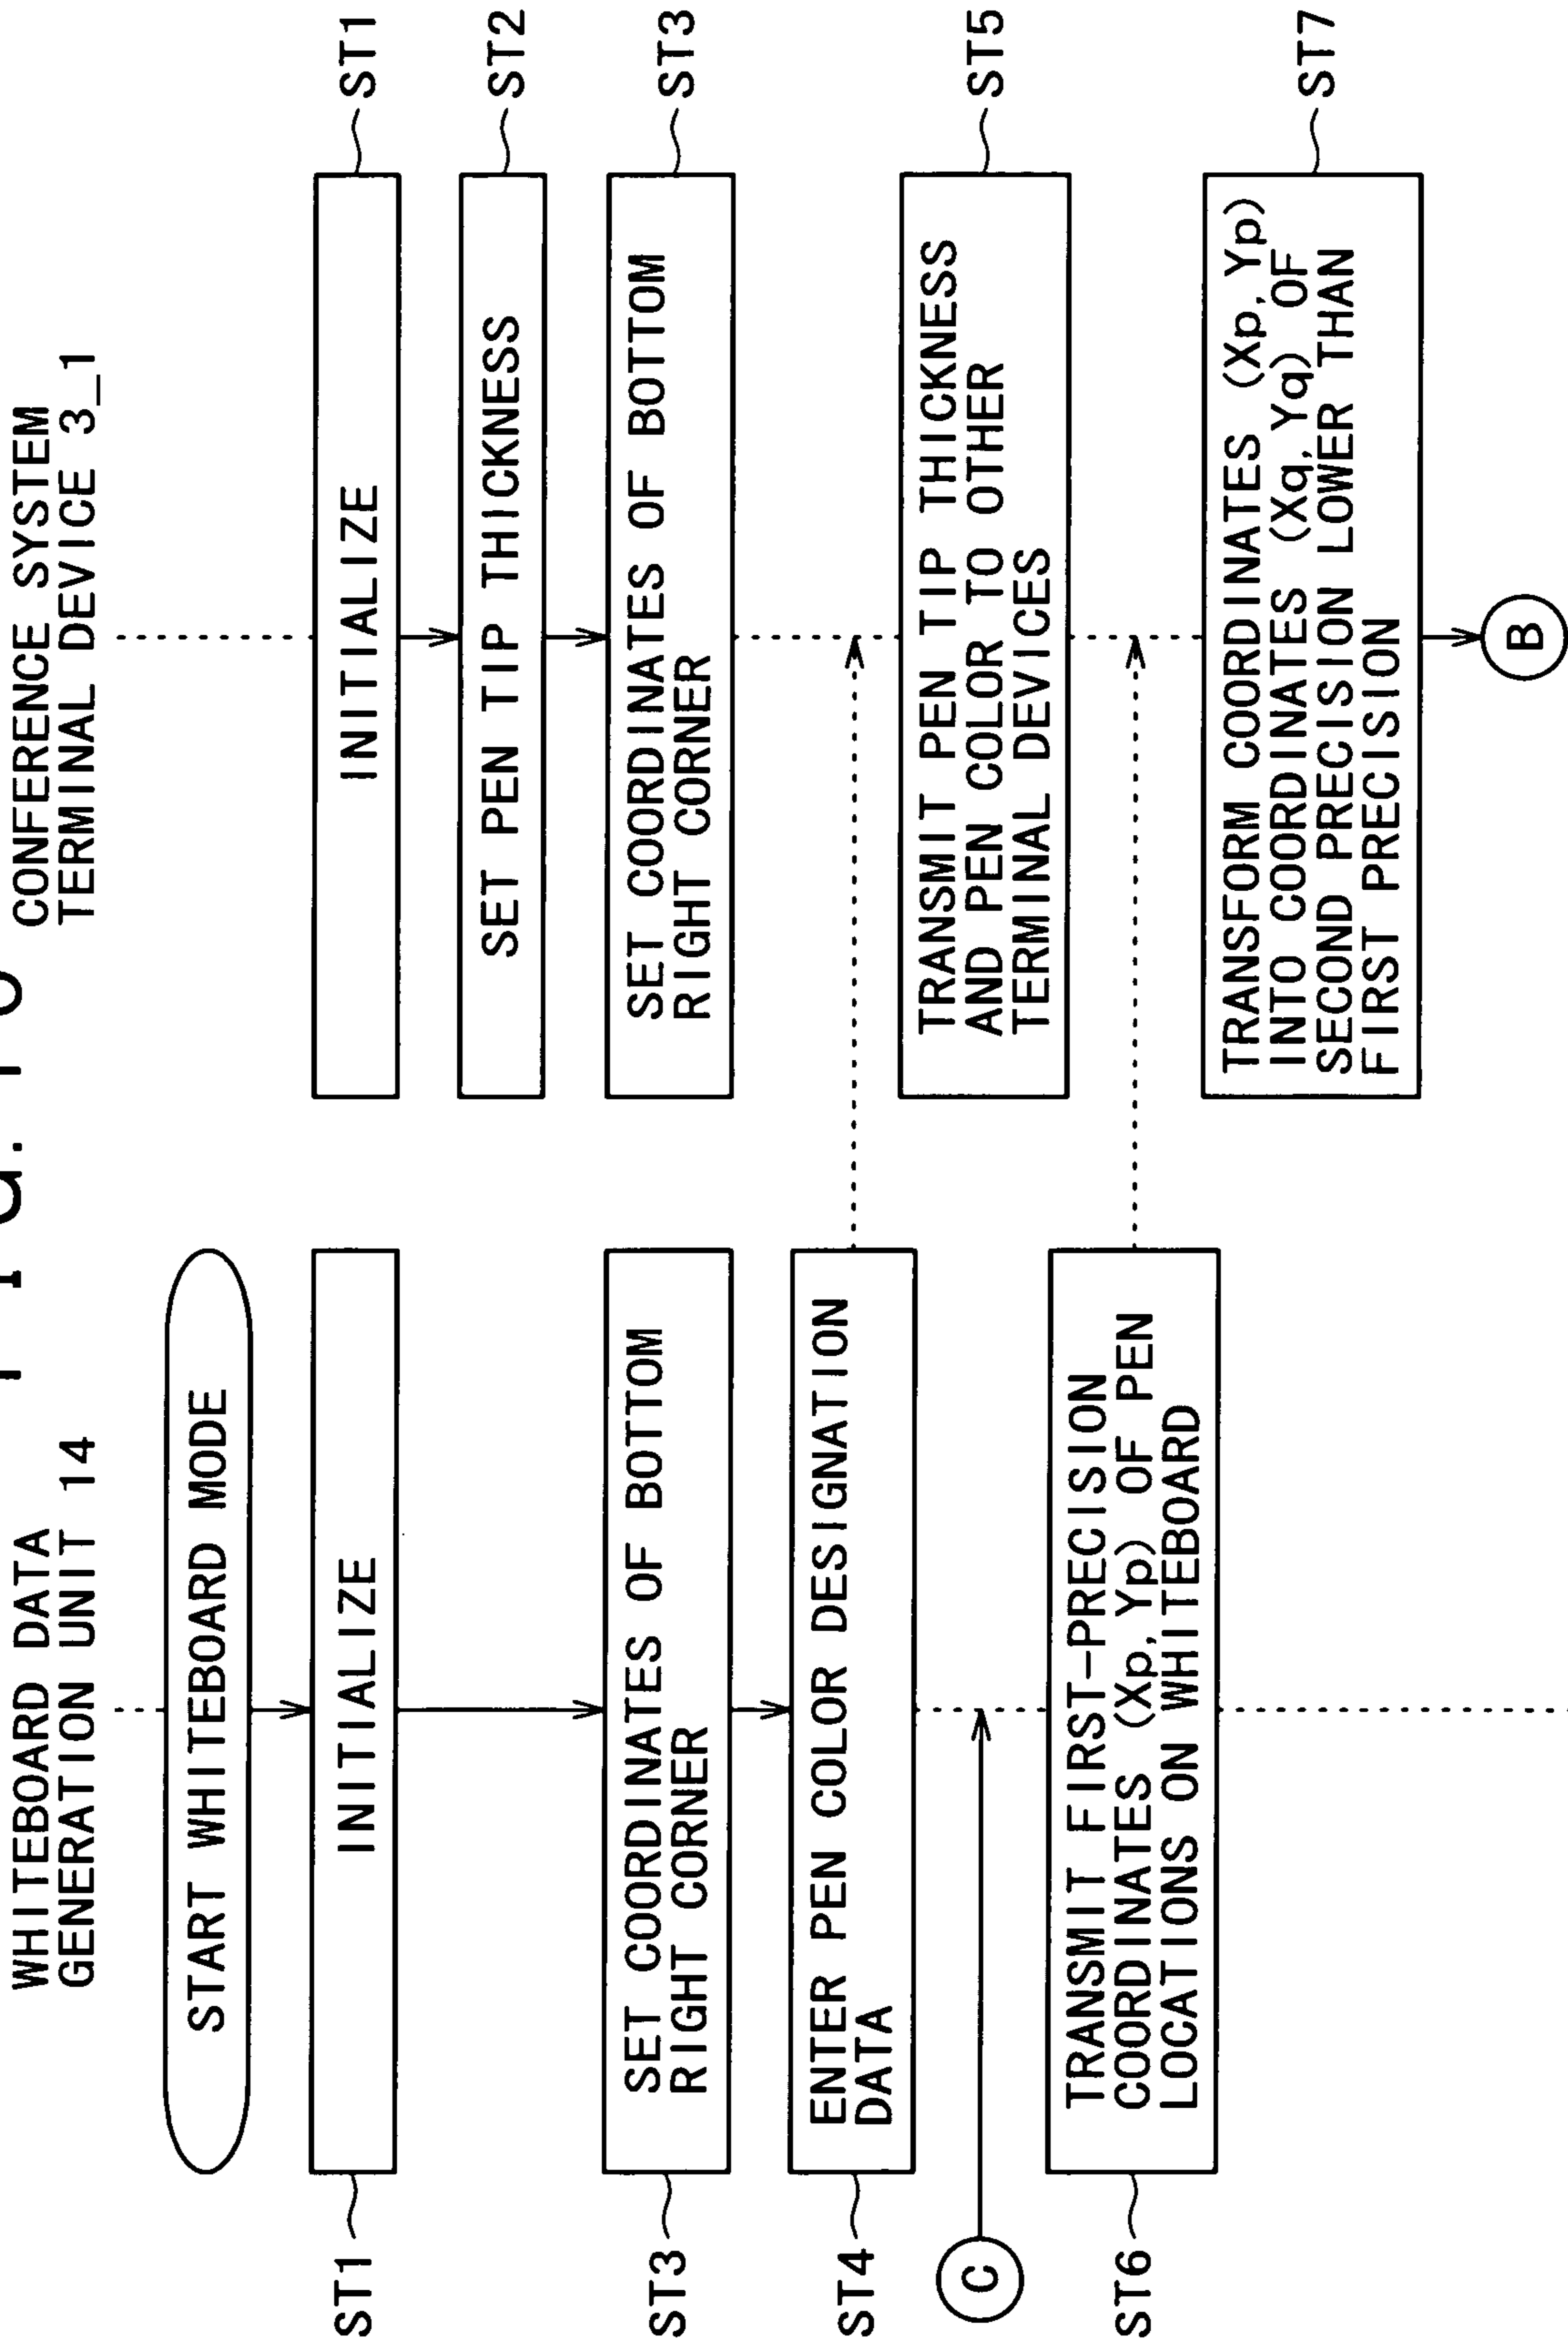 WHITEBOARD DATA
GENERATION UNIT 14
CONFERENCE SYSTEM
TERMINAL DEVICE 3_1
START WHITEBOARD MODE
ST1
INITIALIZE
INITIALIZE
ST1
SET PEN TIP THICKNESS
ST2
ST3
SET COORDINATES OF BOTTOM
RIGHT CORNER
SET COORDINATES OF BOTTOM
RIGHT CORNER
ST3
ST4
ENTER PEN COLOR DESIGNATION
DATA
TRANSMIT PEN TIP THICKNESS
AND PEN COLOR TO OTHER
TERMINAL DEVICES
ST5
C
ST6
TRANSMIT FIRST-PRECISION
COORDINATES (Xp,Yp) OF PEN
LOCATIONS ON WHITEBOARD
TRANSFORM COORDINATES (Xp,Yp)
INTO COORDINATES (Xq,Yq) OF
SECOND PRECISION LOWER THAN
FIRST PRECISION
ST7
B